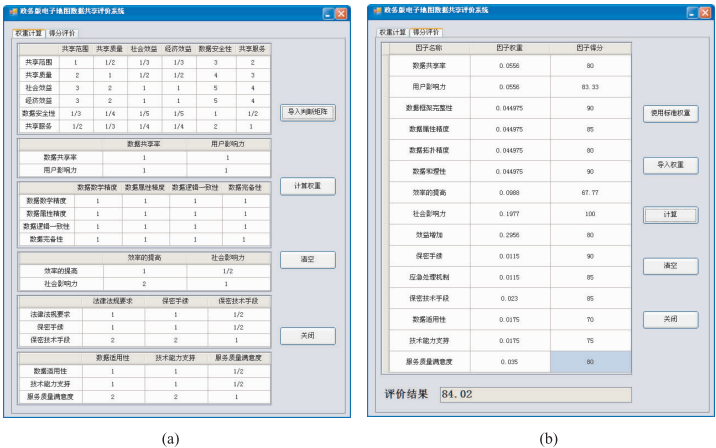 政务版电子地图数据共享评价系统
权重计算 得分评价
共享范围 共享质量 社会效益 经济效益 数据安全性 共享服务
共享范围 1 1/2 1/3 1/3 3 2
共享质量 2 1 1/2 1/2 4 3
社会效益 3 2 1 1 5 4
经济效益 3 2 1 1 5 4
数据安全性 1/3 1/4 1/5 1/5 1 1/2
共享服务 1/2 1/3 1/4 1/4 2 1
数据共享率 用户影响力
数据共享率 1 1
用户影响力 1 1
数据数学精度 数据属性精度 数据逻辑一致性 数据完备性
数据数学精度 1 1 1 1
数据属性精度 1 1 1 1
数据逻辑一致性 1 1 1 1
数据完备性 1 1 1 1
效率的提高 社会影响力
效率的提高 1 1/2
社会影响力 2 1
法律法规要求 保密手续 保密技术手段
法律法规要求 1 1 1/2
保密手续 1 1 1/2
保密技术手段 2 2 1
数据适用性 技术能力支持 服务质量满意度
数据适用性 1 1 1/2
技术能力支持 1 1 1/2
服务质量满意度 2 2 1
导入判断矩阵
计算权重
清空
关闭
(a)
政务版电子地图数据共享评价系统
权重计算 得分评价
因子名称 因子权重 因子得分
数据共享率 0.0556 80
用户影响力 0.0556 83.33
数据框架完整性 0.044975 90
数据属性精度 0.044975 85
数据拓扑精度 0.044975 80
数据和理性 0.044975 90
效率的提高 0.0988 67.77
社会影响力 0.1977 100
效益增加 0.2956 80
保密手续 0.0115 90
应急处理机制 0.0115 85
保密技术手段 0.023 85
数据适用性 0.0175 70
技术能力支持 0.0175 75
服务质量满意度 0.035 80
使用标准权重
导入权重
计算
清空
关闭
评价结果 84.02
(b)